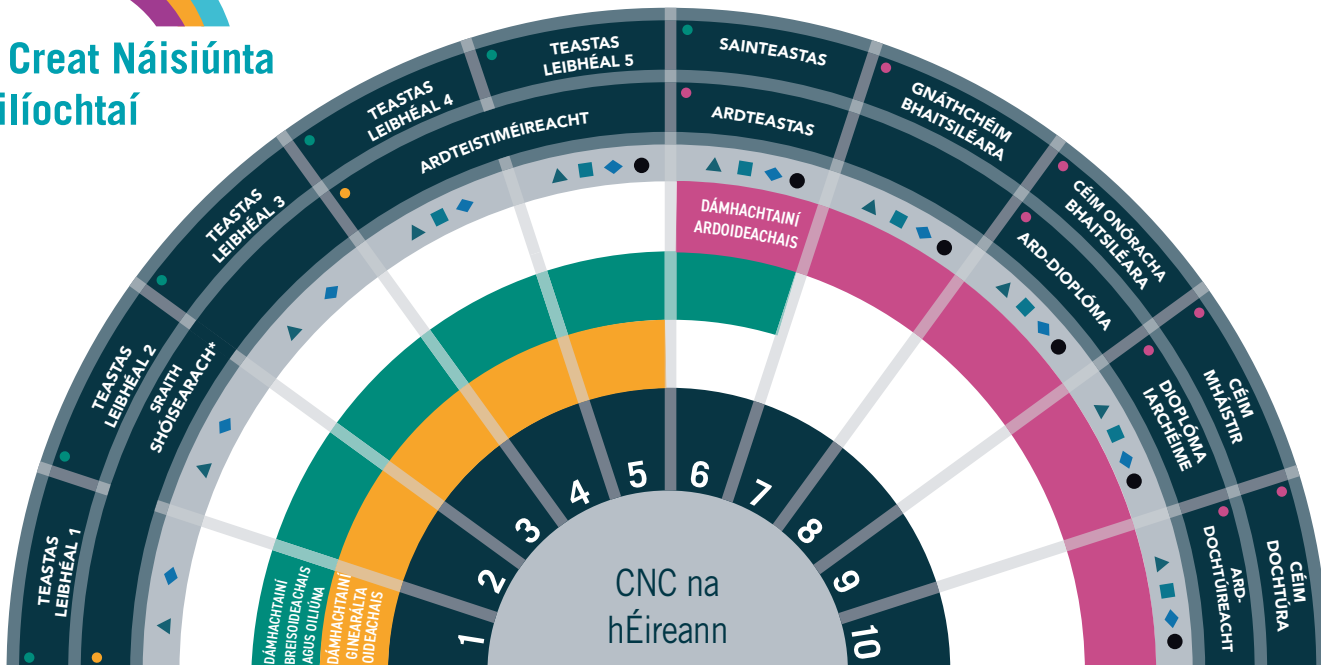 Creat Náisiúnta
TEASTAS
LEIBHÉAL 1
TEASTAS
LEIBHÉAL 2
TEASTAS
LEIBHÉAL 3
TEASTAS
LEIBHÉAL 4
TEASTAS
LEIBHÉAL 5
SAINTEASTAS
GNÁTHCHÉIM
BHAITSILÉARA
CÉIM ONÓRACHA
BHAITSILÉARA
CÉIM
MHÁISTIR
CÉIM
DOCHTÚRA
SRAITH
SHÓISEARACH*
ARDTEISTIMÉIREACHT
ARDTEASTAS
ARD-DIOPLÓMA
DIOPLÓMA
IARCHÉIME
ARD-
DOCHTÚIREACHT
DÁMHACHTAINÍ
ARDOIDEACHAIS
DÁMHACHTAINÍ
BREISOIDEACHAIS
AGUS OILIÚNA
DÁMHACHTAINÍ
GINEARÁLTA
OIDEACHAIS
1
2
3
4
5
6
7
8
9
10
CNC na
hÉireann